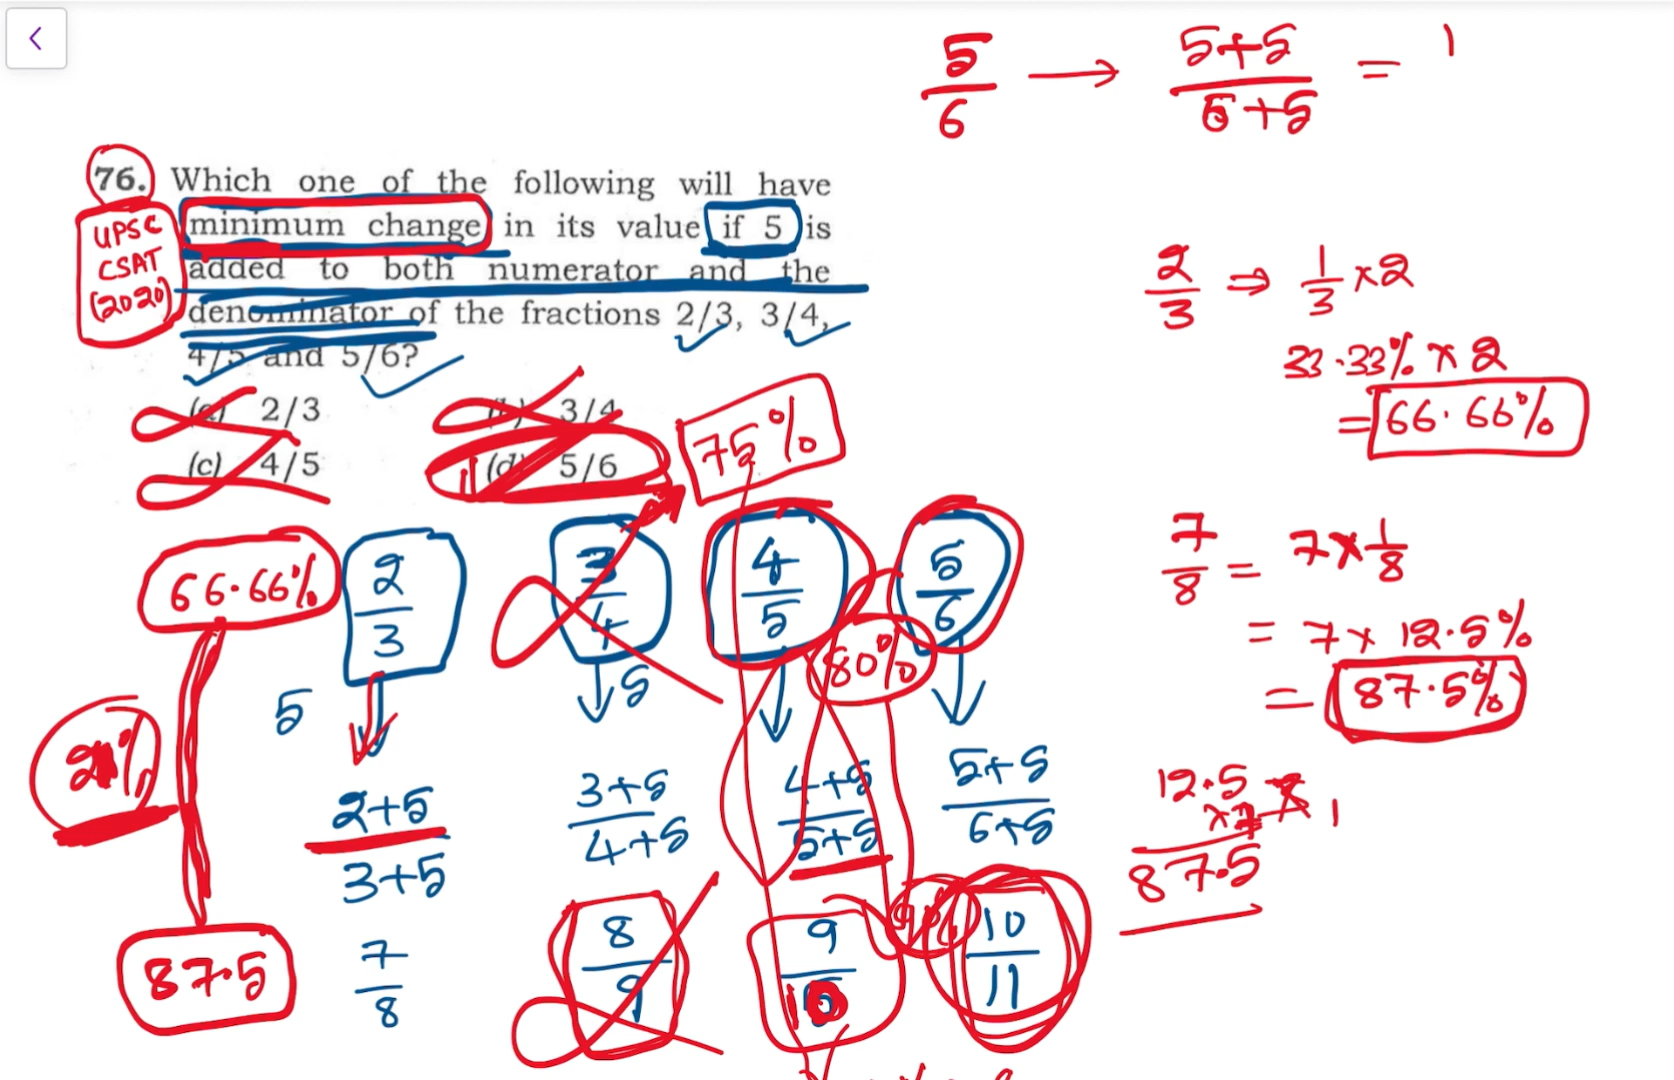 5/6 → 5+5/6+5 = 1
76. Which one of the following will have
minimum change in its value if 5 is
added to both numerator and the
denominator of the fractions 2/3, 3/4,
4/5 and 5/6?
UPSC
CSAT
(2020)
(a) 2/3 (b) 3/4
(c) 4/5 (d) 5/6
75%
2/3 ⇒ 1/3 ×2
33.33% × 2
= 66.66%
66.66% 2/3 3/4 4/5 5/6
80%
5 5
21%
2+5/3+5 3+5/4+5 4+5/5+5 5+5/6+5
87.5 7/8 8/9 9/10 10/11
7/8 = 7×1/8
= 7× 12.5%
= 87.5%
12.5
×7
87.5